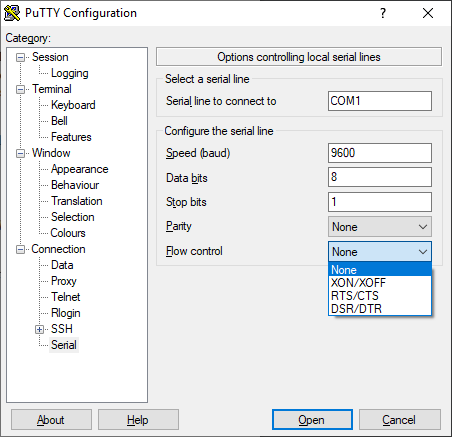 PuTTY Configuration
Category:
Session
Logging
Terminal
Keyboard
Bell
Features
Window
Appearance
Behaviour
Translation
Selection
Colours
Connection
Data
Proxy
Telnet
Rlogin
SSH
Serial
Options controlling local serial lines
Select a serial line
Serial line to connect to COM1
Configure the serial line
Speed (baud) 9600
Data bits 8
Stop bits 1
Parity None
Flow control None
None
XON/XOFF
RTS/CTS
DSR/DTR
About Help Open Cancel